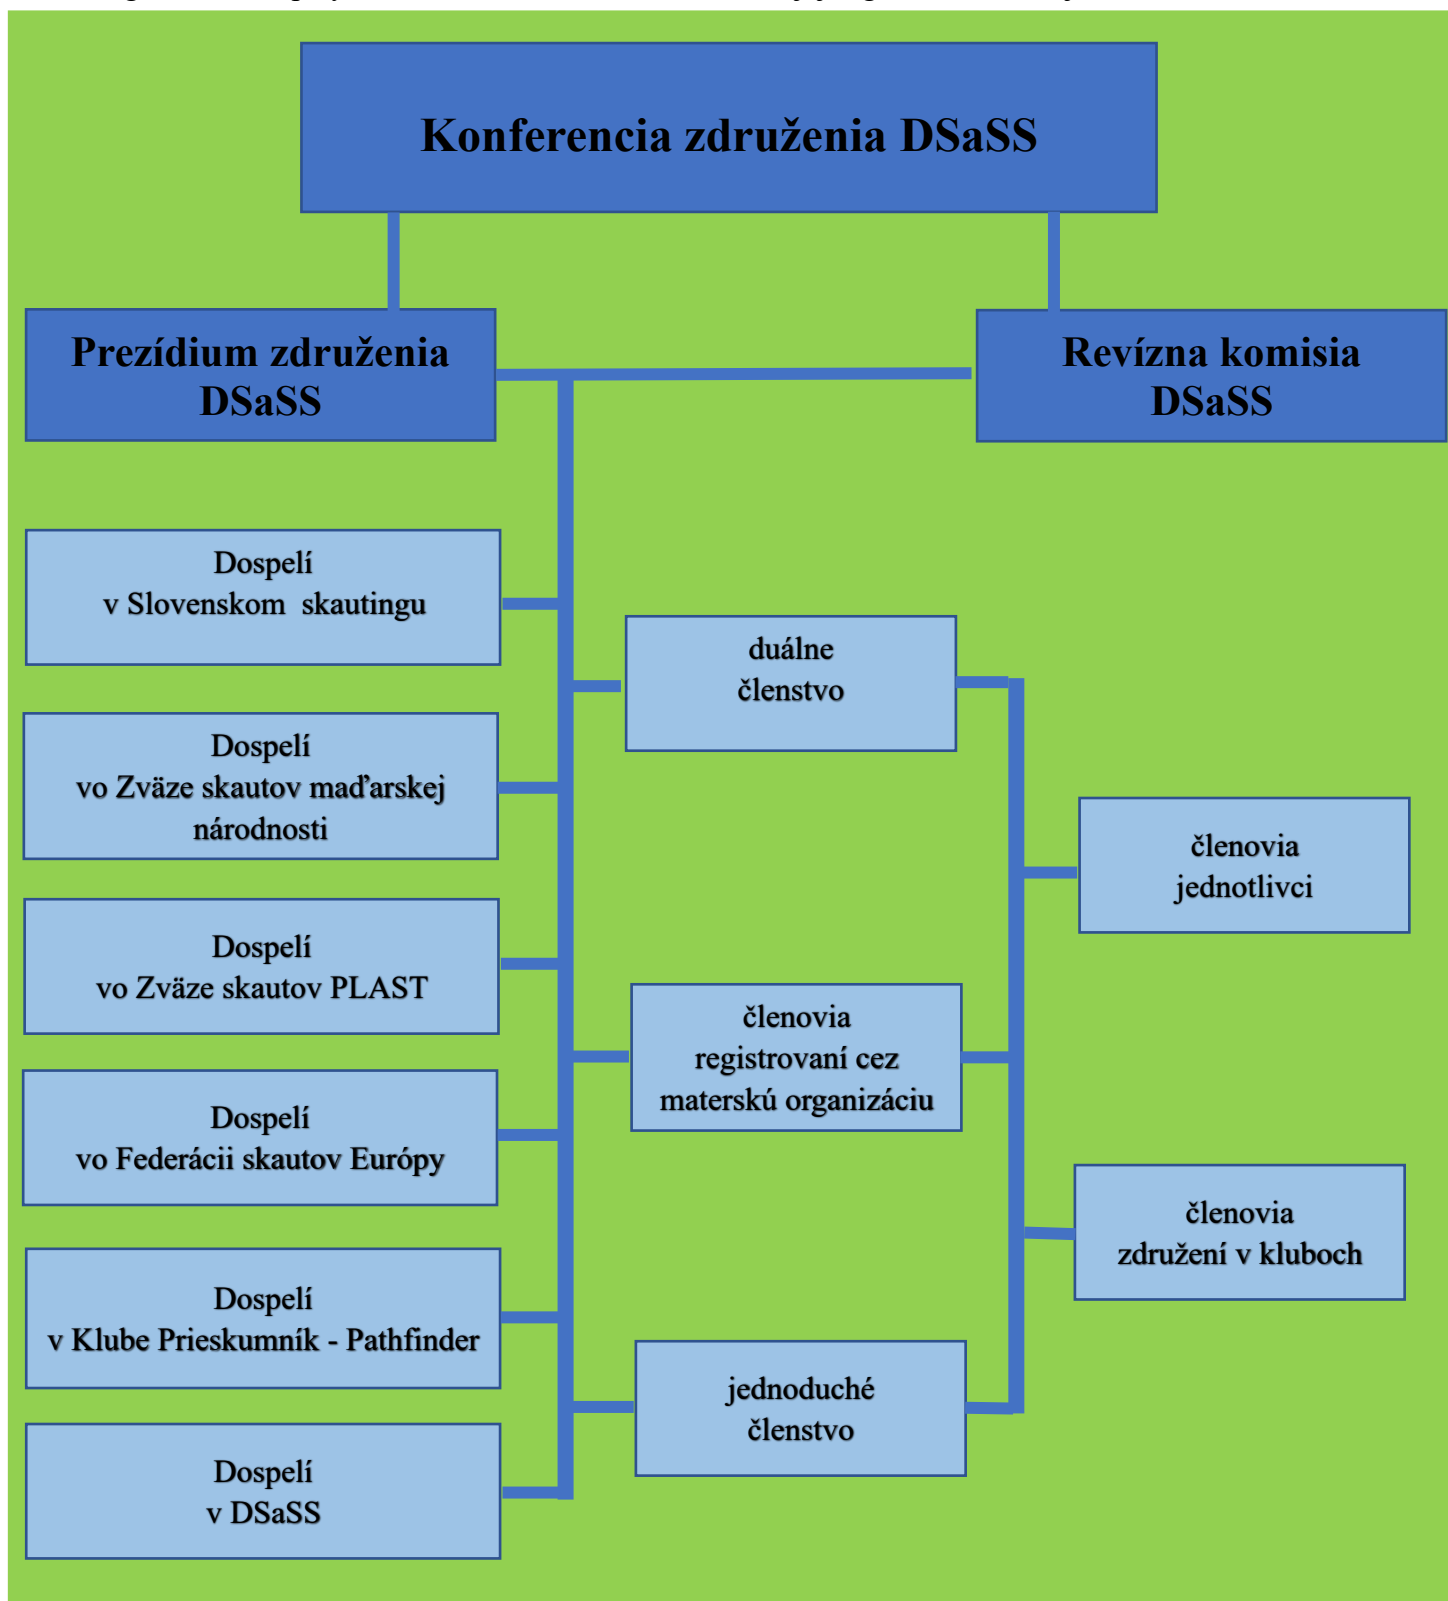 Konferencia združenia DSaSS
Prezídium združenia
DSaSS
Revízna komisia
DSaSS
Dospelí
v Slovenskom skautingu
Dospelí
vo Zväze skautov maďarskej
národnosti
Dospelí
vo Zväze skautov PLAST
Dospelí
vo Federácii skautov Európy
Dospelí
v Klube Prieskumník - Pathfinder
Dospelí
v DSaSS
duálne
členstvo
členovia
registrovaní cez
materskú organizáciu
jednoduché
členstvo
členovia
jednotlivci
členovia
združení v kluboch